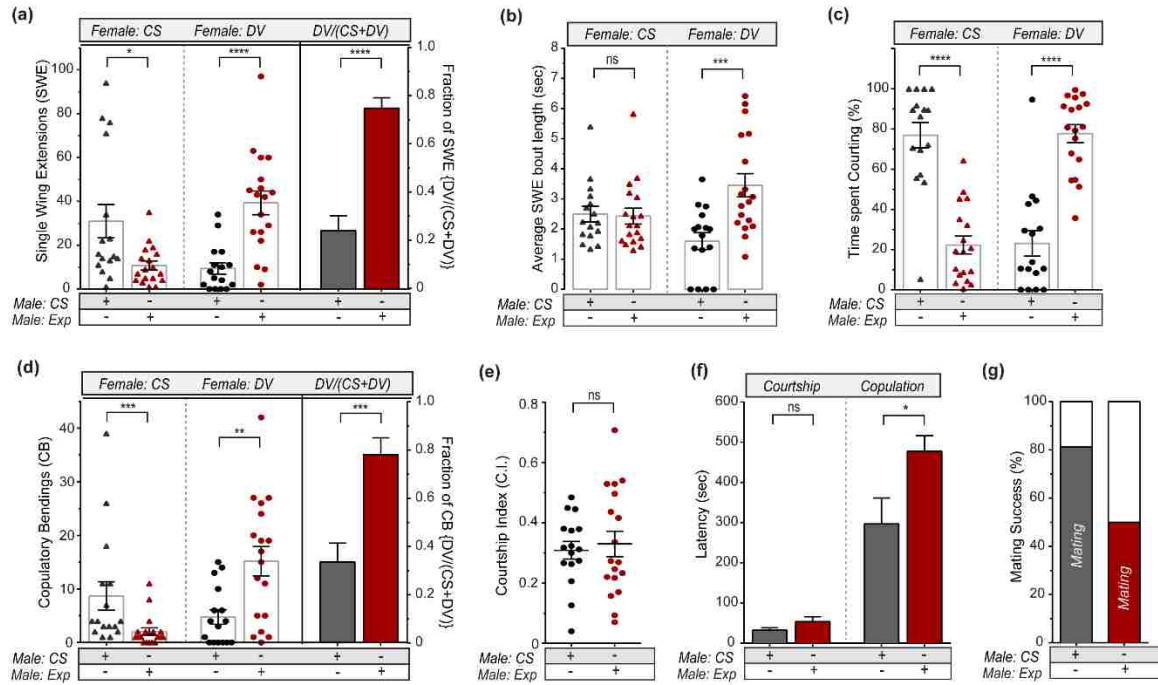 (a)
Female: CS Female: DV DV/(CS+DV)
* **** ****
Single Wing Extensions (SWE)
100
80
60
40
20
0
1.0
0.8
0.6
0.4
0.2
0
Fraction of SWE {DV/(CS+DV)}
Male: CS + - + - + -
Male: Exp - + - + - +
(b)
Female: CS Female: DV
ns ***
Average SWE bout length (sec)
8
7
6
5
4
3
2
1
0
Male: CS + - + -
Male: Exp - + - +
(c)
Female: CS Female: DV
**** ****
Time spent Courting (%)
100
80
60
40
20
0
Male: CS + - + -
Male: Exp - + - +
(d)
Female: CS Female: DV DV/(CS+DV)
*** ** ***
Copulatory Bendings (CB)
40
30
20
10
0
1.0
0.8
0.6
0.4
0.2
0
Fraction of CB {DV/(CS+DV)}
Male: CS + - + - + -
Male: Exp - + - + - +
(e)
ns
Courtship Index (C.I.)
0.8
0.6
0.4
0.2
0
Male: CS + -
Male: Exp - +
(f)
Courtship Copulation
ns *
Latency (sec)
600
500
400
300
200
100
0
Male: CS + - + -
Male: Exp - + - +
(g)
Mating Success (%)
100
80
60
40
20
0
Mating
Mating
Male: CS + -
Male: Exp - +